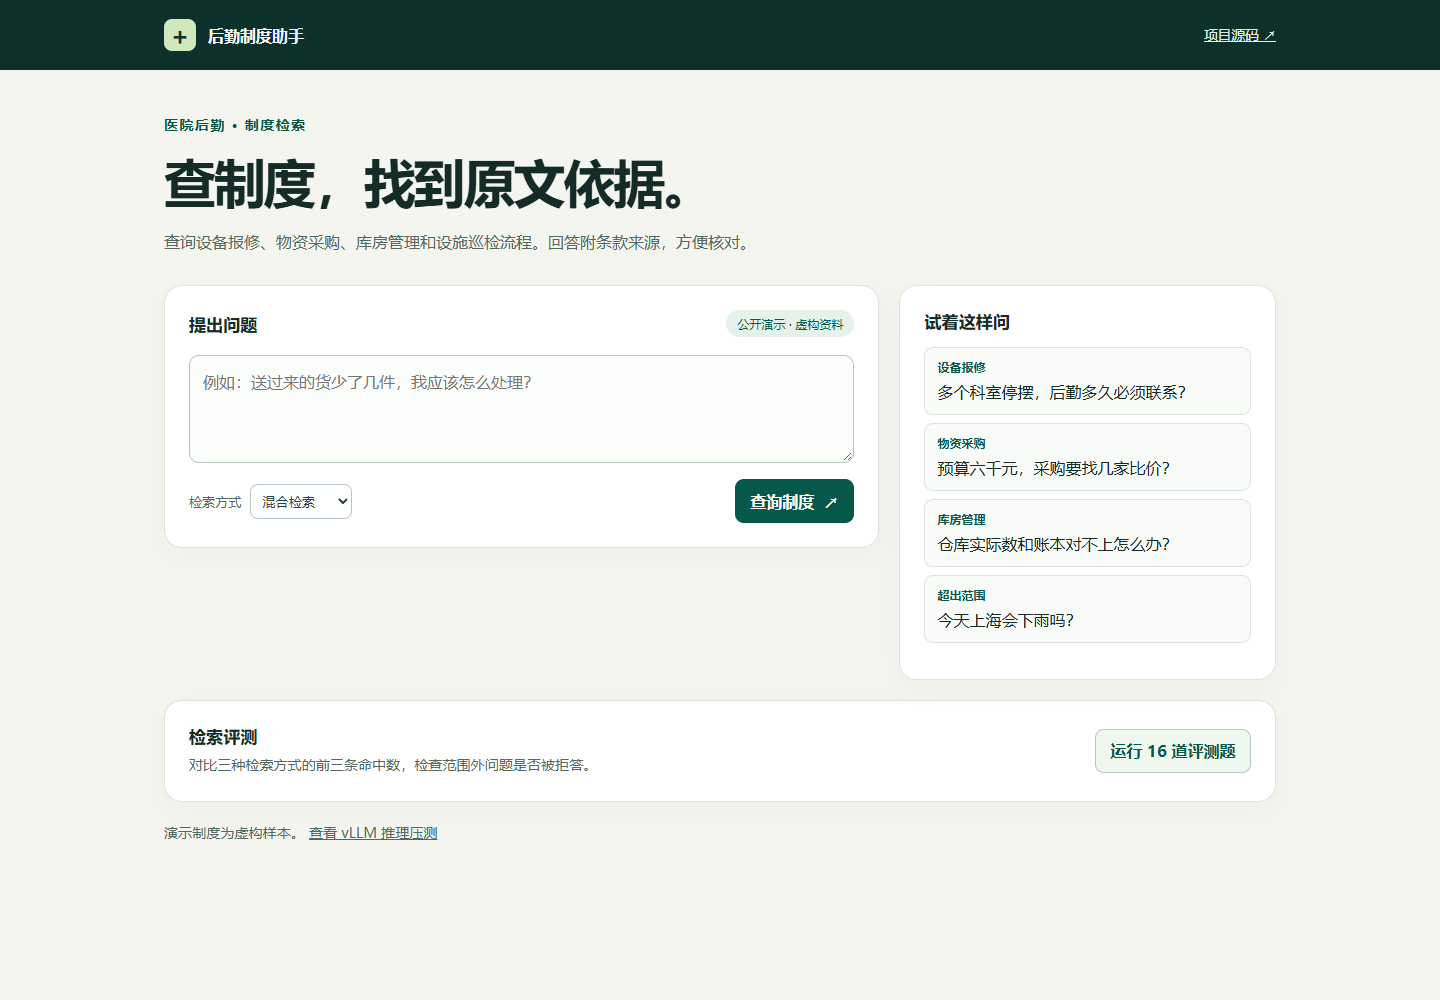 + 后勤制度助手
项目源码 ↗
医院后勤 • 制度检索
查制度，找到原文依据。
查询设备报修、物资采购、库房管理和设施巡检流程。回答附条款来源，方便核对。
提出问题
公开演示 · 虚构资料
例如：送过来的货少了几件，我应该怎么处理？
检索方式
混合检索
查询制度 ↗
试着这样问
设备报修
多个科室停摆，后勤多久必须联系？
物资采购
预算六千元，采购要找几家比价？
库房管理
仓库实际数和账本对不上怎么办？
超出范围
今天上海会下雨吗？
检索评测
对比三种检索方式的前三条命中数，检查范围外问题是否被拒答。
运行 16 道评测题
演示制度为虚构样本。 查看 vLLM 推理压测